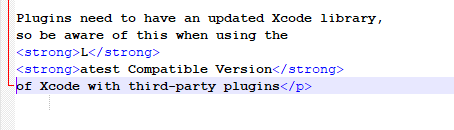 Plugins need to have an updated Xcode library,
so be aware of this when using the
<strong>L</strong>
<strong>atest Compatible Version</strong>
of Xcode with third-party plugins</p>